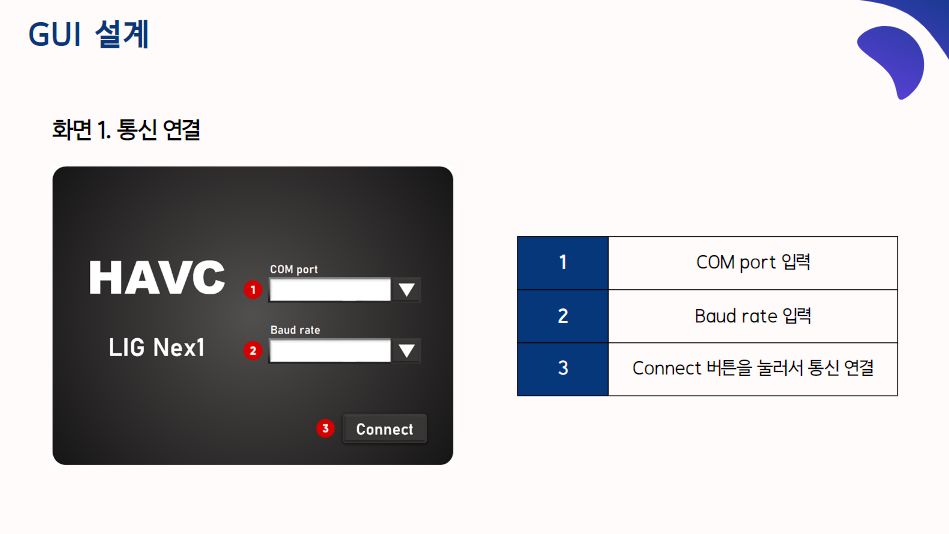 GUI 설계
화면 1. 통신 연결
HAVC
LIG Nex1
COM port
1
Baud rate
2
3
Connect
1
COM port 입력
2
Baud rate 입력
3
Connect 버튼을 눌러서 통신 연결